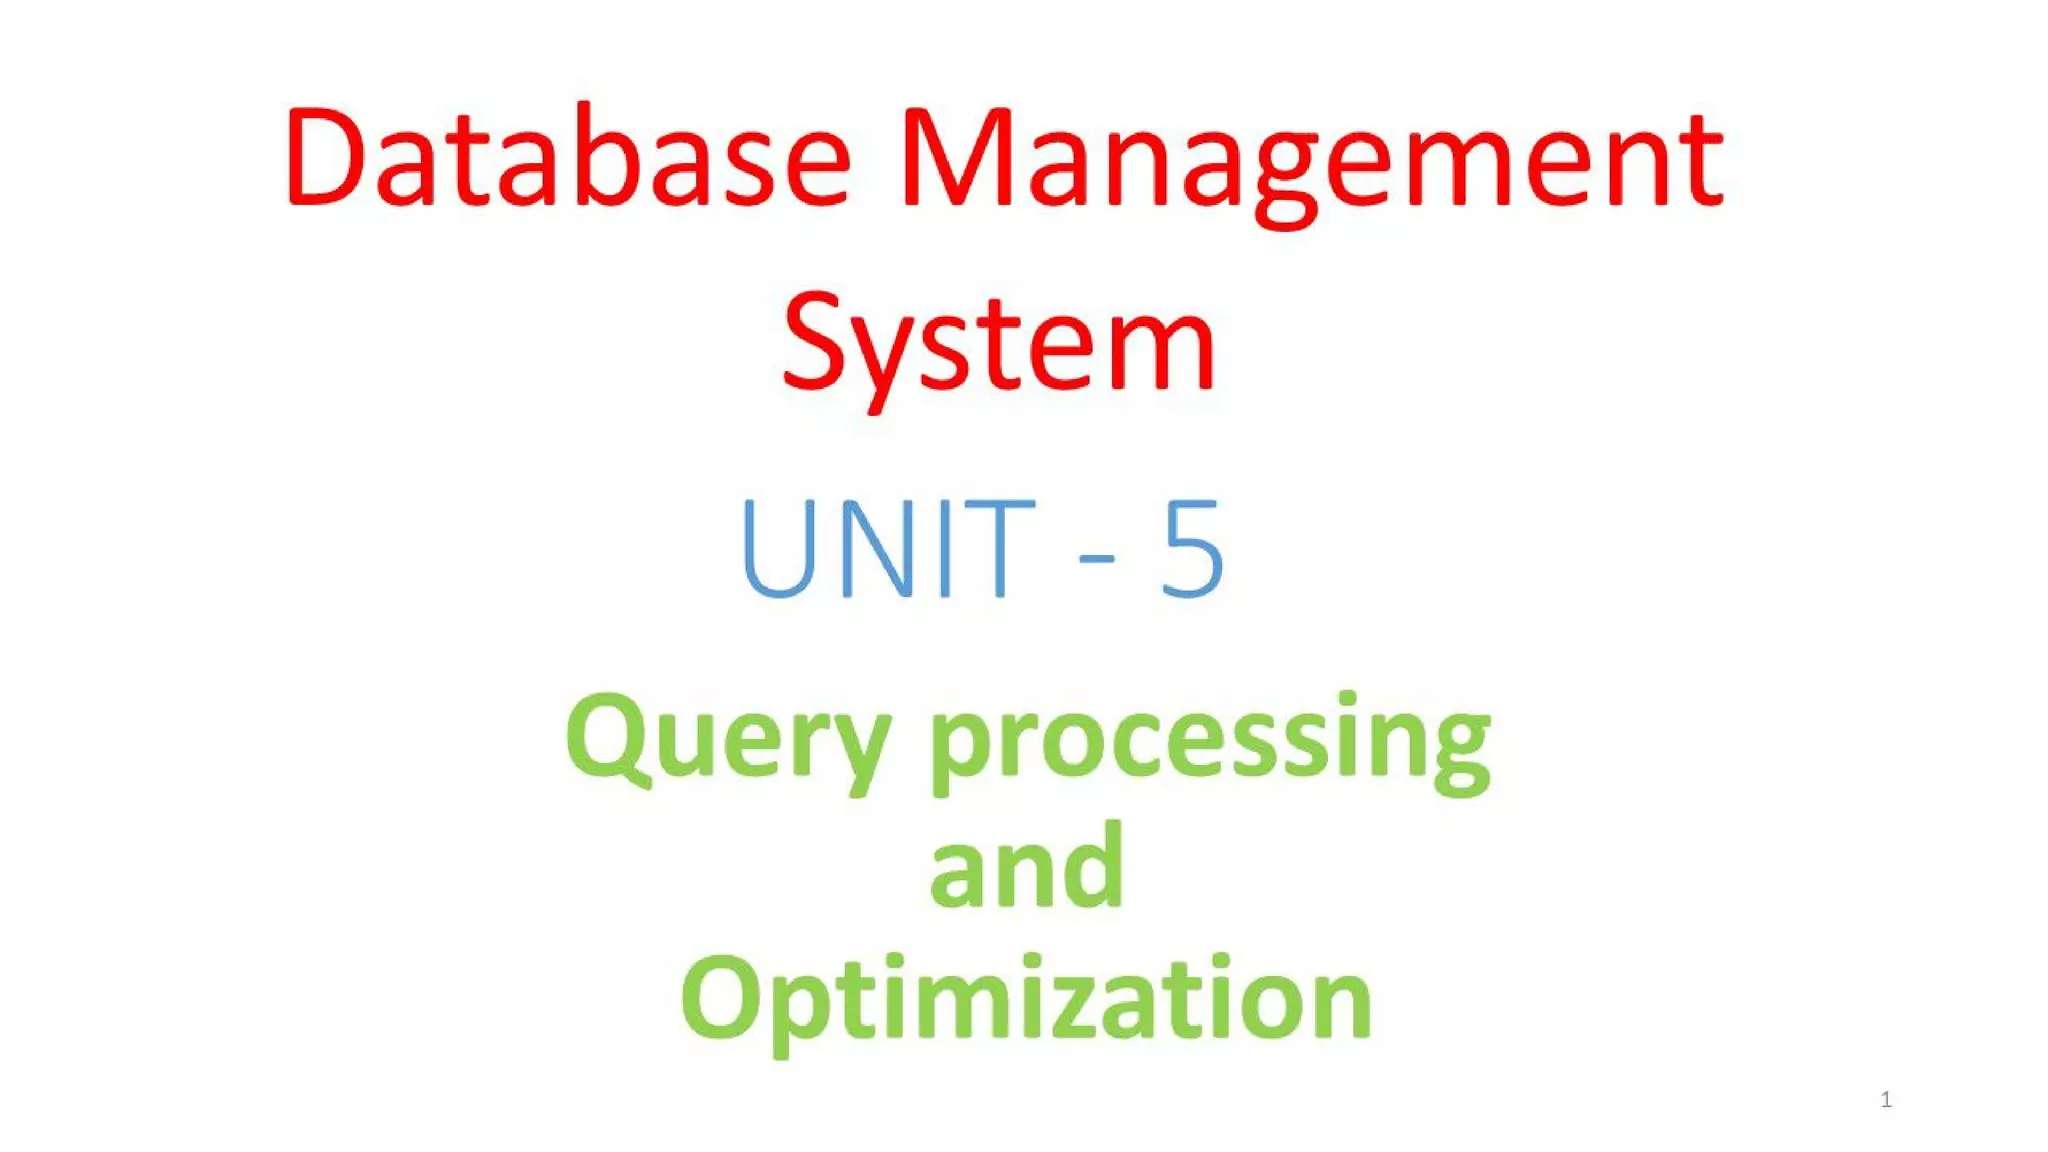 Database Management
System
UNIT - 5
Query processing
and
Optimization
1